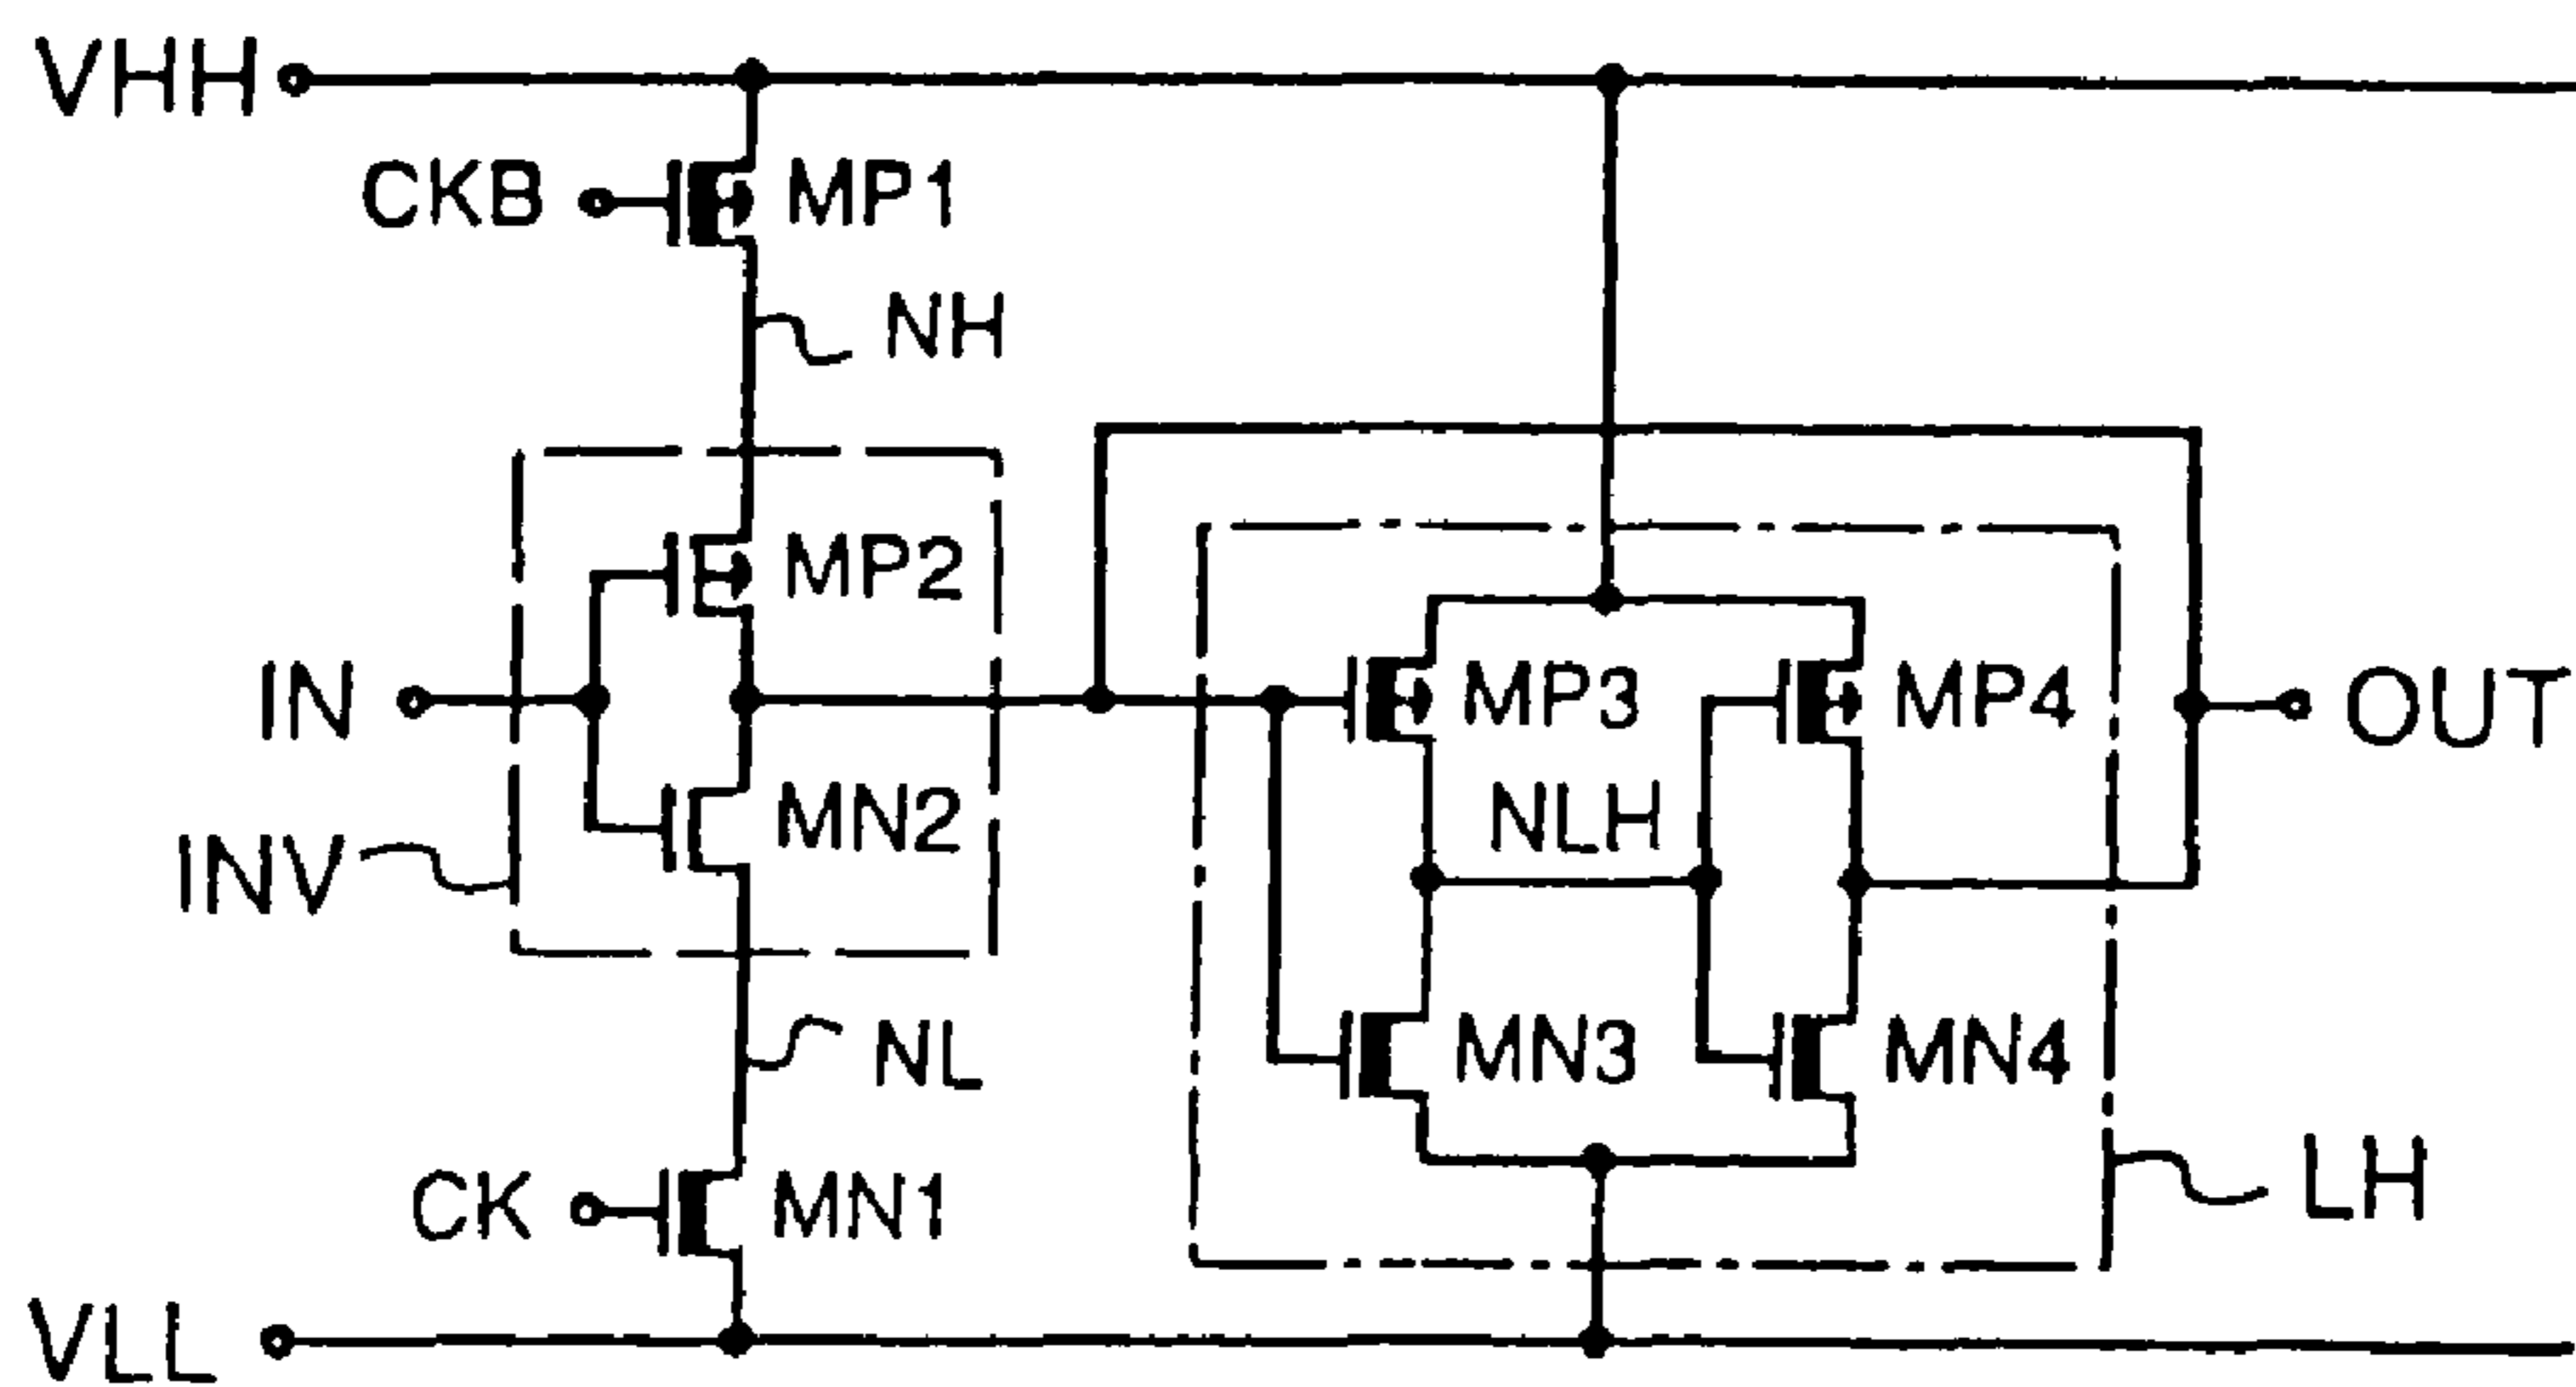 VHH
CKB
MP1
NH
MP2
IN
MP3
MP4
OUT
MN2
NLH
INV
NL
MN3
MN4
CK
MN1
LH
VLL